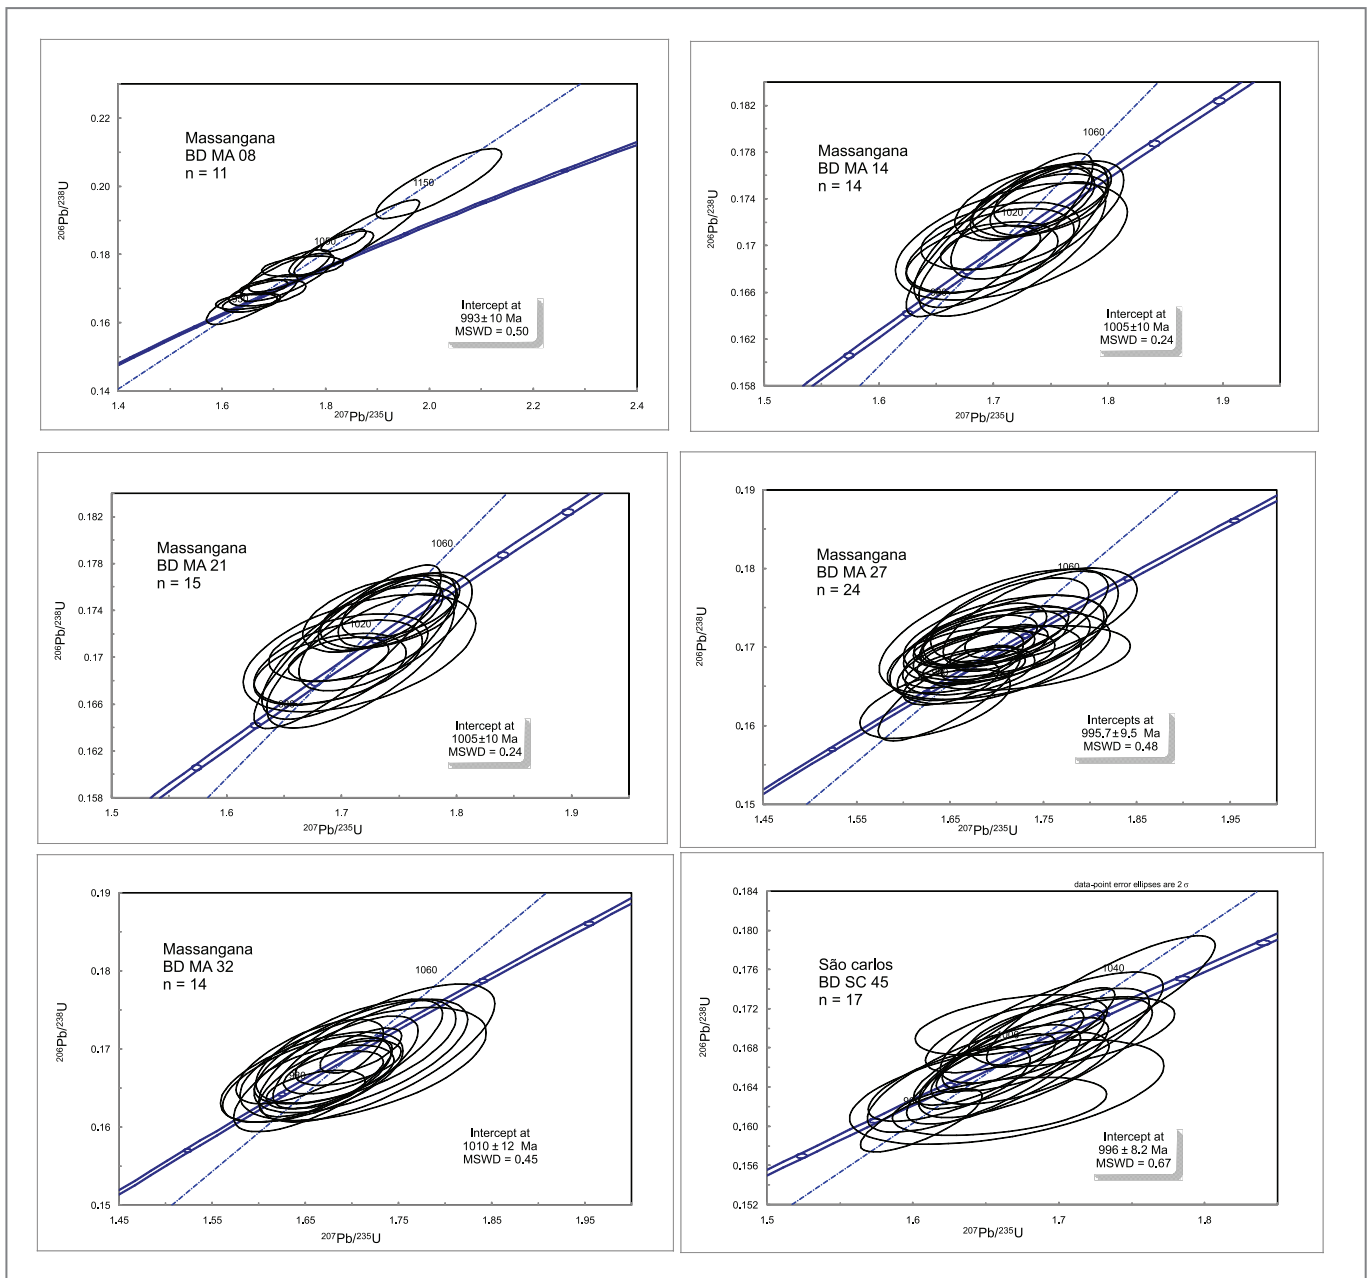 Massangana
BD MA 08
n = 11
206Pb/238U
0.22
0.20
0.18
0.16
0.14
1150
Intercept at
993±10 Ma
MSWD = 0.50
1.4
1.6
1.8
2.0
2.2
2.4
207Pb/235U
Massangana
BD MA 14
n = 14
206Pb/238U
0.182
0.178
0.174
0.17
0.166
0.162
0.158
1060
1020
Intercept at
1005±10 Ma
MSWD = 0.24
1.5
1.6
1.7
1.8
1.9
207Pb/235U
Massangana
BD MA 21
n = 15
206Pb/238U
0.182
0.178
0.174
0.17
0.166
0.162
0.158
1060
1020
Intercept at
1005±10 Ma
MSWD = 0.24
1.5
1.6
1.7
1.8
1.9
207Pb/235U
Massangana
BD MA 27
n = 24
206Pb/238U
0.19
0.18
0.17
0.16
0.15
1060
Intercepts at
995.7±9.5 Ma
MSWD = 0.48
1.45
1.55
1.65
1.75
1.85
1.95
207Pb/235U
Massangana
BD MA 32
n = 14
206Pb/238U
0.19
0.18
0.17
0.16
0.15
1060
Intercept at
1010 ± 12 Ma
MSWD = 0.45
1.45
1.55
1.65
1.75
1.85
1.95
207Pb/235U
data-point error ellipses are 2 σ
São carlos
BD SC 45
n = 17
206Pb/238U
0.184
0.180
0.176
0.172
0.168
0.164
0.160
0.156
0.152
1040
Intercept at
996 ± 8.2 Ma
MSWD = 0.67
1.5
1.6
1.7
1.8
207Pb/235U